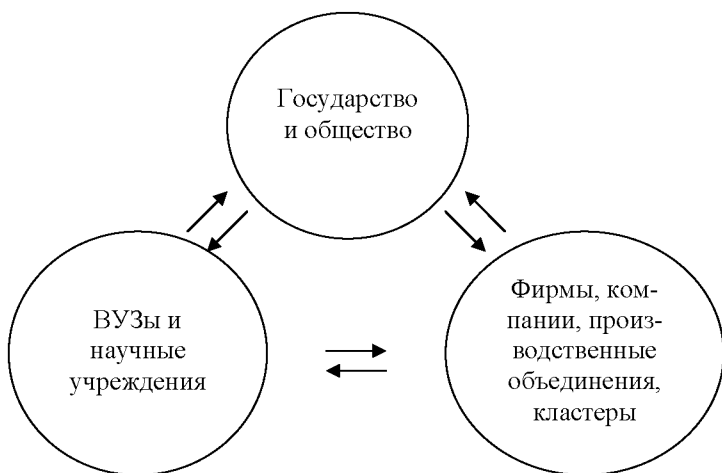 Государство
и общество
ВУЗы и
научные
учреждения
Фирмы, ком-
пании, произ-
водственные
объединения,
кластеры